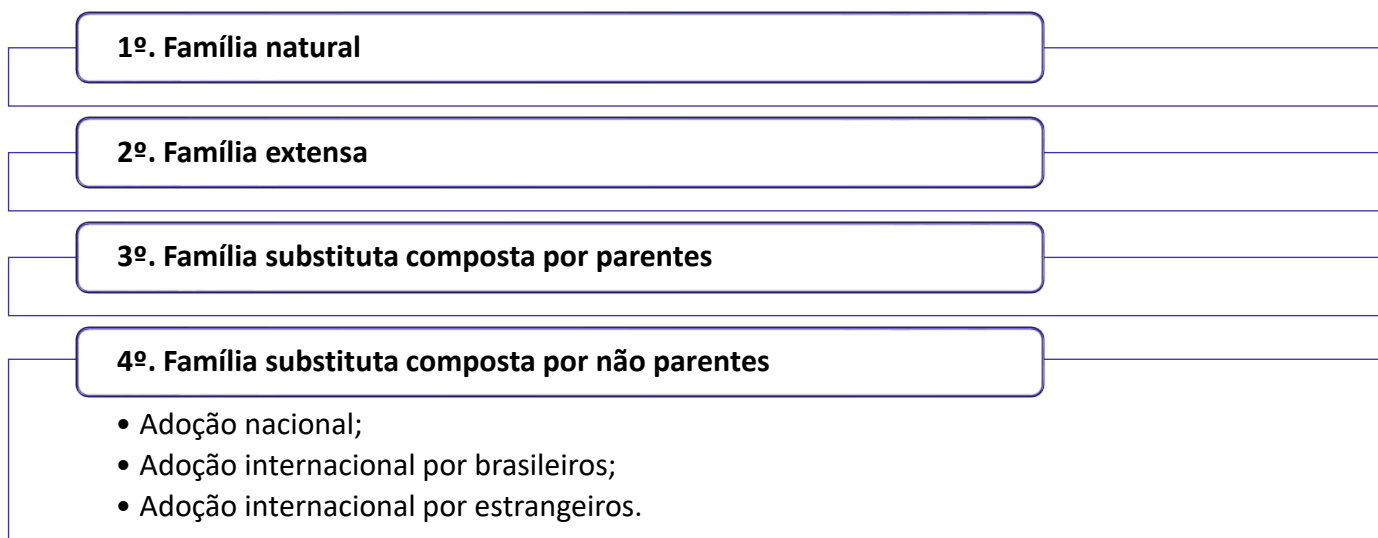 1º. Família natural
2º. Família extensa
3º. Família substituta composta por parentes
4º. Família substituta composta por não parentes
• Adoção nacional;
• Adoção internacional por brasileiros;
• Adoção internacional por estrangeiros.